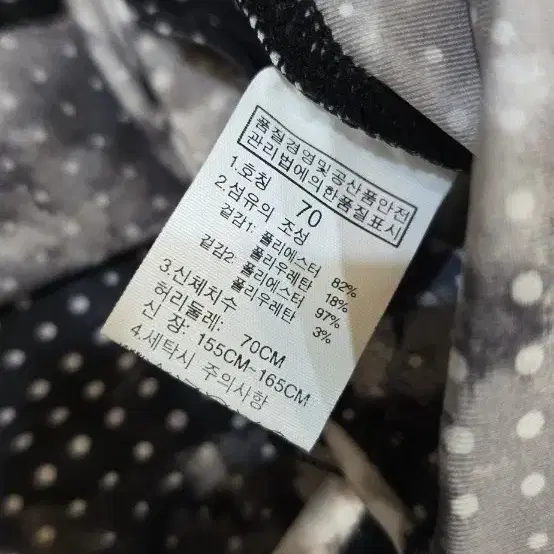 품질경영및공산품안전
관리법에의한품질표시
1.호칭 70
2.섬유의 조성
겉감1: 폴리에스터 82%
폴리우레탄 18%
겉감2: 폴리에스터 97%
폴리우레탄 3%
3.신체치수
허리둘레: 70CM
신 장: 155CM~165CM
4.세탁시 주의사항